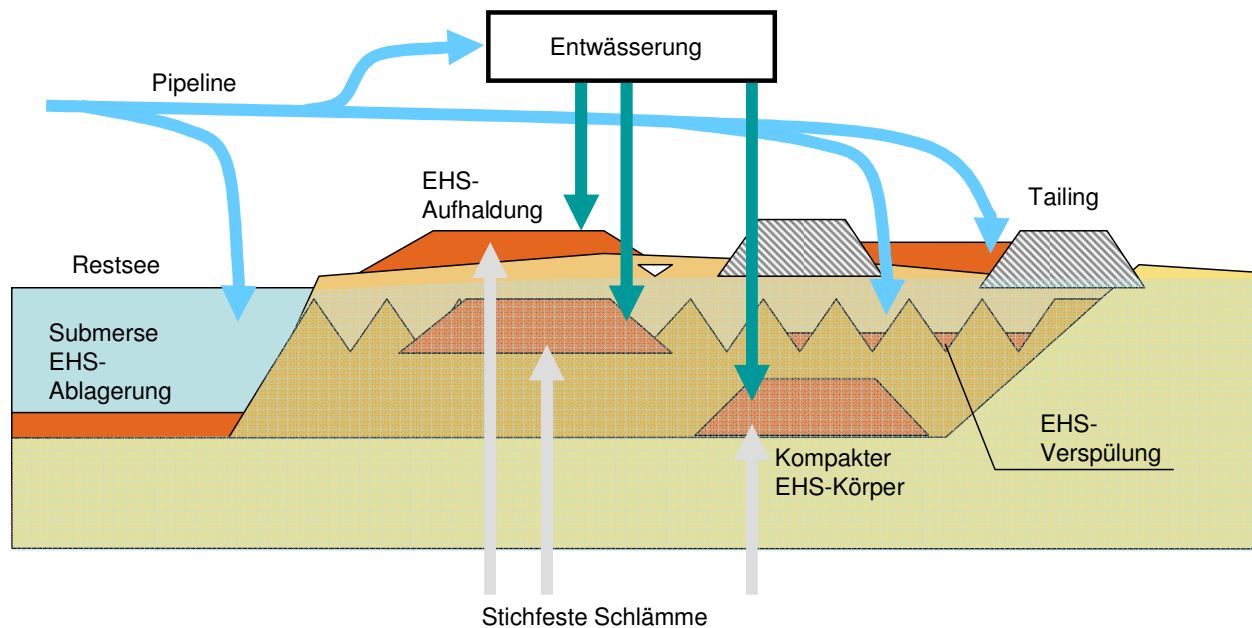 Entwässerung
Pipeline
EHS-
Aufhaldung
Tailing
Restsee
Submerse
EHS-
Ablagerung
EHS-
Verspülung
Kompakter
EHS-Körper
Stichfeste Schlämme